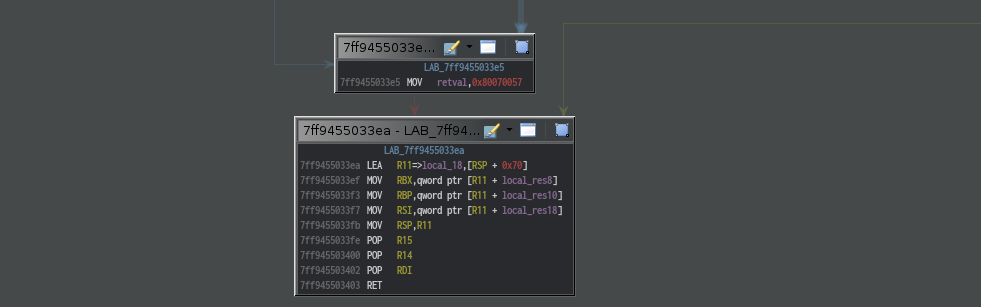 7ff9455033e...
LAB_7ff9455033e5
7ff9455033e5 MOV retval,0x80070057
7ff9455033ea - LAB_7ff94...
LAB_7ff9455033ea
7ff9455033ea LEA R11=>local_18,[RSP + 0x70]
7ff9455033ef MOV RBX,qword ptr [R11 + local_res8]
7ff9455033f3 MOV RBP,qword ptr [R11 + local_res10]
7ff9455033f7 MOV RSI,qword ptr [R11 + local_res18]
7ff9455033fb MOV RSP,R11
7ff9455033fe POP R15
7ff945503400 POP R14
7ff945503402 POP RDI
7ff945503403 RET